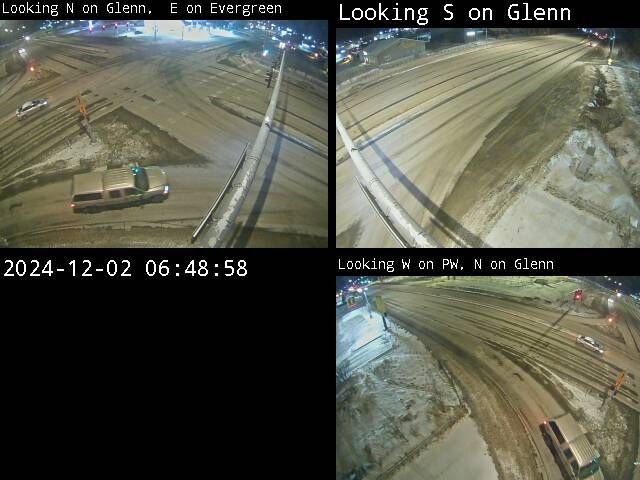 Looking N on Glenn, E on Evergreen
Looking S on Glenn
2024-12-02 06:48:58
Looking W on PW, N on Glenn